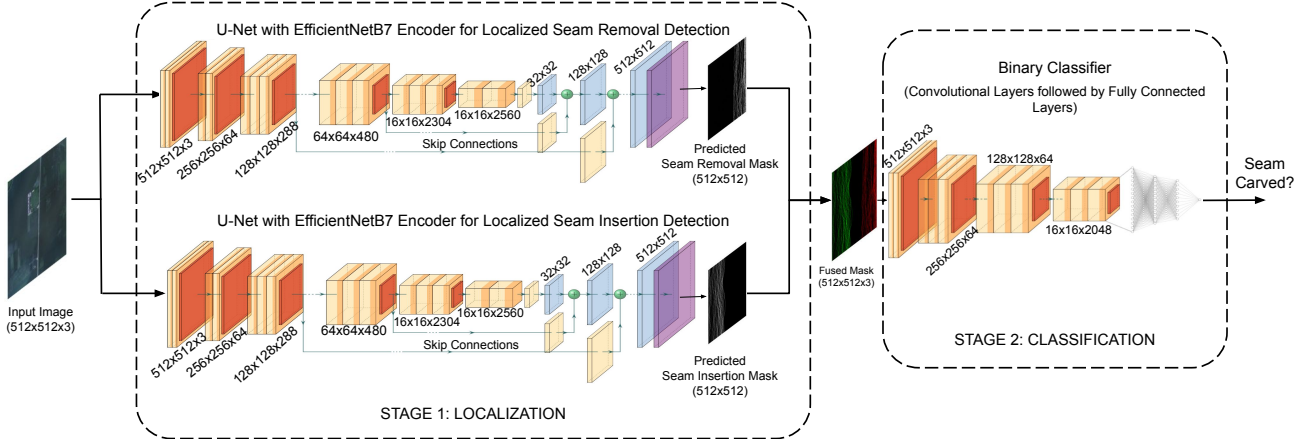 Input Image
(512x512x3)
U-Net with EfficientNetB7 Encoder for Localized Seam Removal Detection
512x512x3
256x256x64
128x128x288
64x64x480
16x16x2304
16x16x2560
32x32
128x128
512x512
Skip Connections
Predicted
Seam Removal Mask
(512x512)
U-Net with EfficientNetB7 Encoder for Localized Seam Insertion Detection
512x512x3
256x256x64
128x128x288
64x64x480
16x16x2304
16x16x2560
32x32
128x128
512x512
Skip Connections
Predicted
Seam Insertion Mask
(512x512)
STAGE 1: LOCALIZATION
Fused Mask
(512x512x3)
Binary Classifier
(Convolutional Layers followed by Fully Connected
Layers)
512x512x3
256x256x64
128x128x64
16x16x2048
STAGE 2: CLASSIFICATION
Seam
Carved?